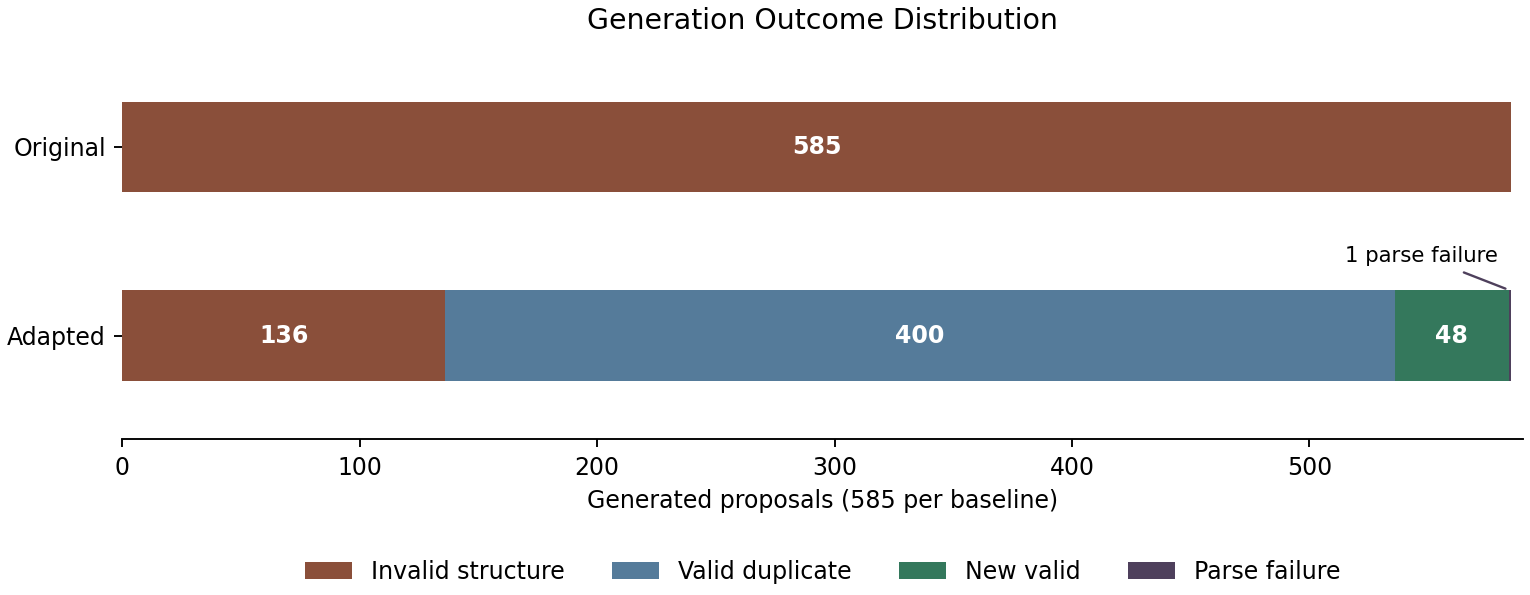 Generation Outcome Distribution
Original
585
1 parse failure
Adapted
136
400
48
0
100
200
300
400
500
Generated proposals (585 per baseline)
Invalid structure
Valid duplicate
New valid
Parse failure